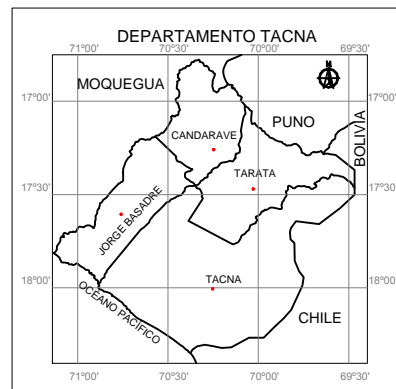 DEPARTAMENTO TACNA
71°00' 70°30' 70°00' 69°30'
MOQUEGUA
17°00' 17°00'
CANDARAVE
PUNO
BOLIVIA
TARATA
17°30' 17°30'
JORGE BASADRE
TACNA
18°00' 18°00'
OCEANO PACIFICO
CHILE
71°00' 70°30' 70°00' 69°30'